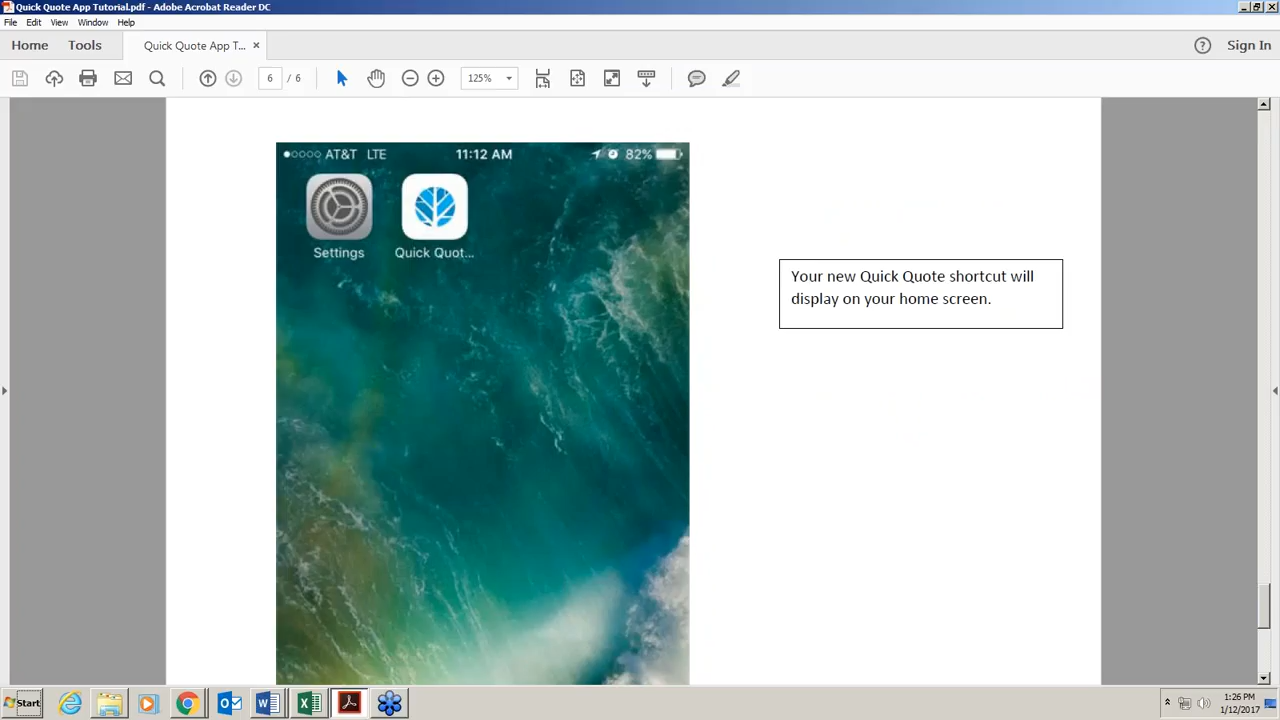 Quick Quote App Tutorial.pdf - Adobe Acrobat Reader DC
File Edit View Window Help
Home Tools Quick Quote App T... × Sign In
6 / 6 125%
AT&T LTE 11:12 AM 82%
Settings Quick Quot...
Your new Quick Quote shortcut will
display on your home screen.
Start
1:26 PM
1/12/2017